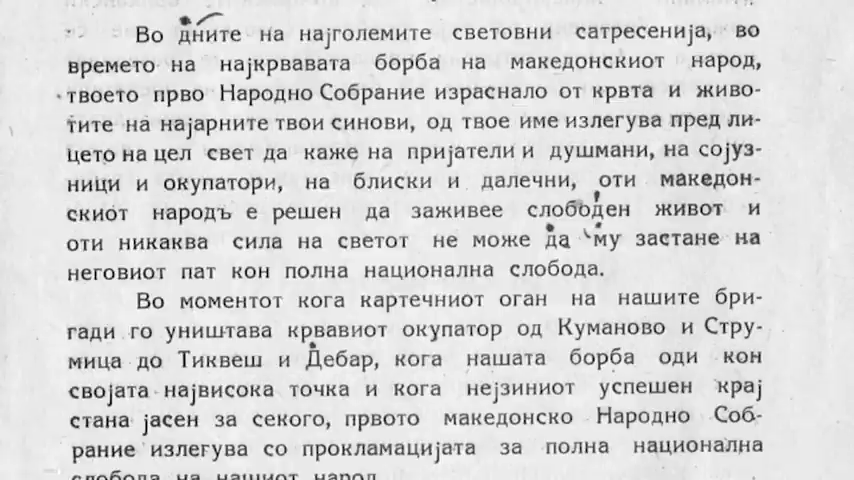 Во дните на најголемите световни сатресенија, во
времето на најкрвавата борба на македонскиот народ,
твоето прво Народно Собрание израснало от крвта и живо-
тите на најарните твои синови, од твое име излегува пред ли-
цето на цел свет да каже на пријатели и душмани, на сојуз-
ници и окупатори, на блиски и далечни, оти македон-
скиот народъ е решен да заживее слободен живот и
оти никаква сила на светот не може да му застане на
неговиот пат кон полна национална слобода.
Во моментот кога картечниот оган на нашите бри-
гади го уништава крвавиот окупатор од Куманово и Стру-
мица до Тиквеш и Дебар, кога нашата борба оди кон
својата највисока точка и кога нејзиниот успешен крај
стана јасен за секого, првото македонско Народно Соб-
рание излегува со прокламацијата за полна национална
слобода на нашиот народ.